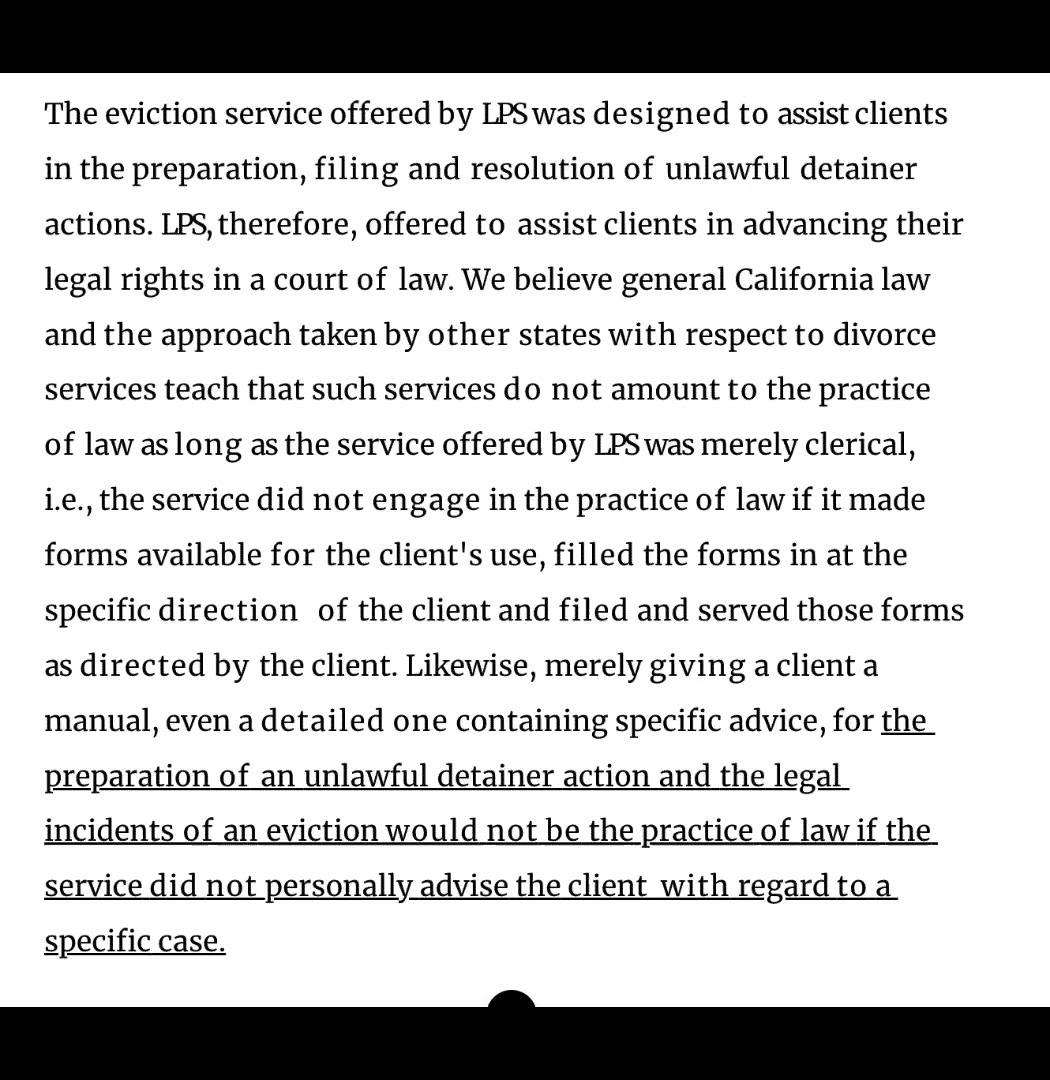 The eviction service offered by LPS was designed to assist clients
in the preparation, filing and resolution of unlawful detainer
actions. LPS, therefore, offered to assist clients in advancing their
legal rights in a court of law. We believe general California law
and the approach taken by other states with respect to divorce
services teach that such services do not amount to the practice
of law as long as the service offered by LPS was merely clerical,
i.e., the service did not engage in the practice of law if it made
forms available for the client's use, filled the forms in at the
specific direction of the client and filed and served those forms
as directed by the client. Likewise, merely giving a client a
manual, even a detailed one containing specific advice, for the
preparation of an unlawful detainer action and the legal
incidents of an eviction would not be the practice of law if the
service did not personally advise the client with regard to a
specific case.